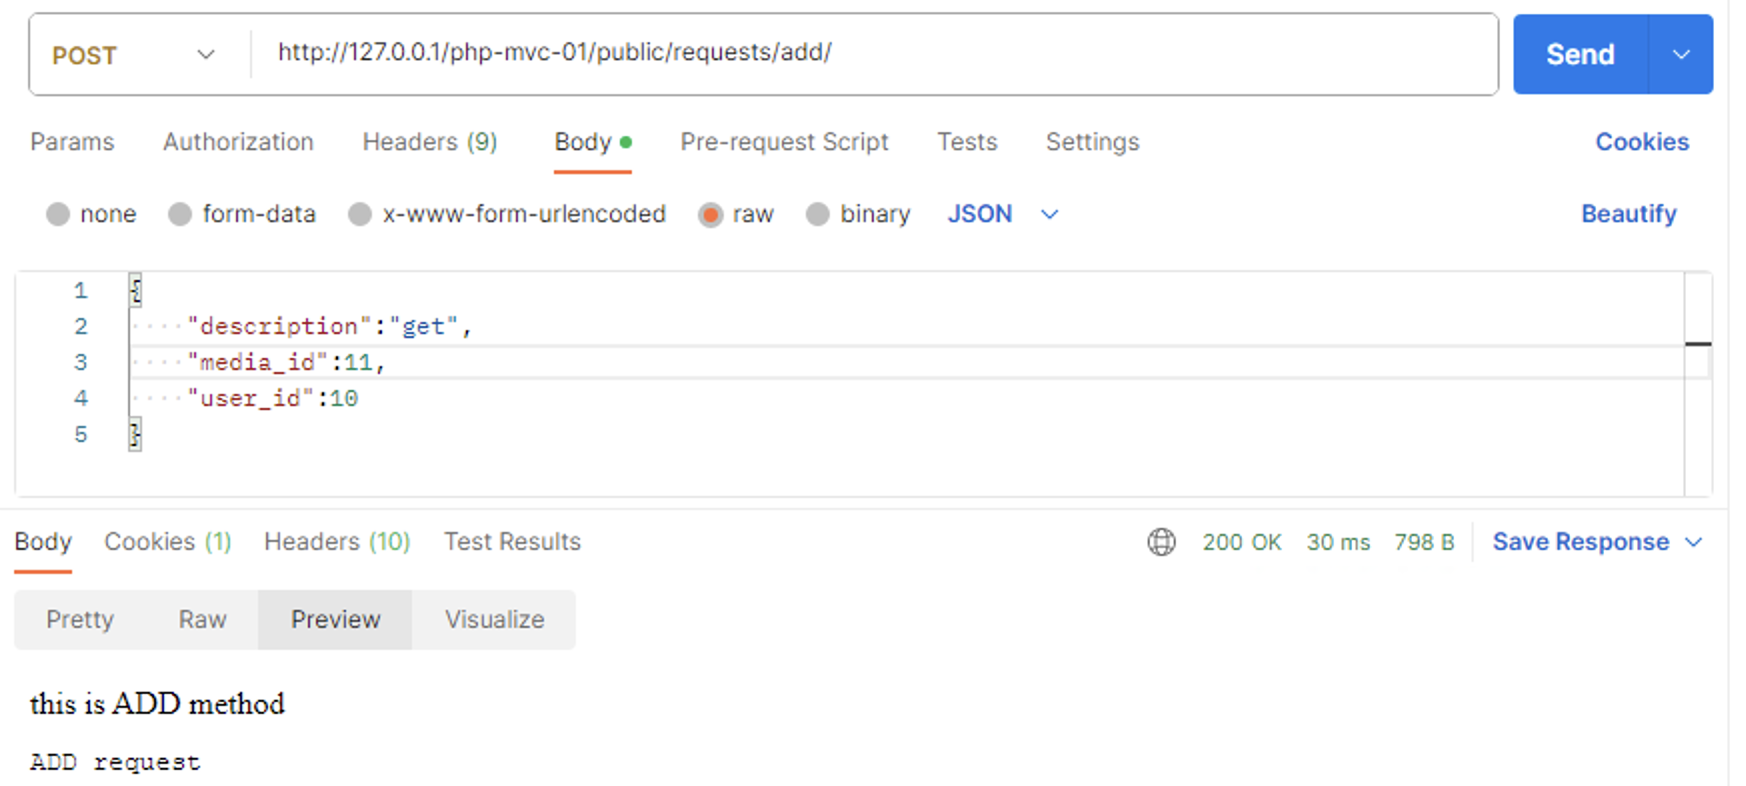 POST http://127.0.0.1/php-mvc-01/public/requests/add/ Send
Params Authorization Headers (9) Body Pre-request Script Tests Settings Cookies
none form-data x-www-form-urlencoded raw binary JSON Beautify
1 {
2 "description":"get",
3 "media_id":11,
4 "user_id":10
5 }
Body Cookies (1) Headers (10) Test Results 200 OK 30 ms 798 B Save Response
Pretty Raw Preview Visualize
this is ADD method
ADD request